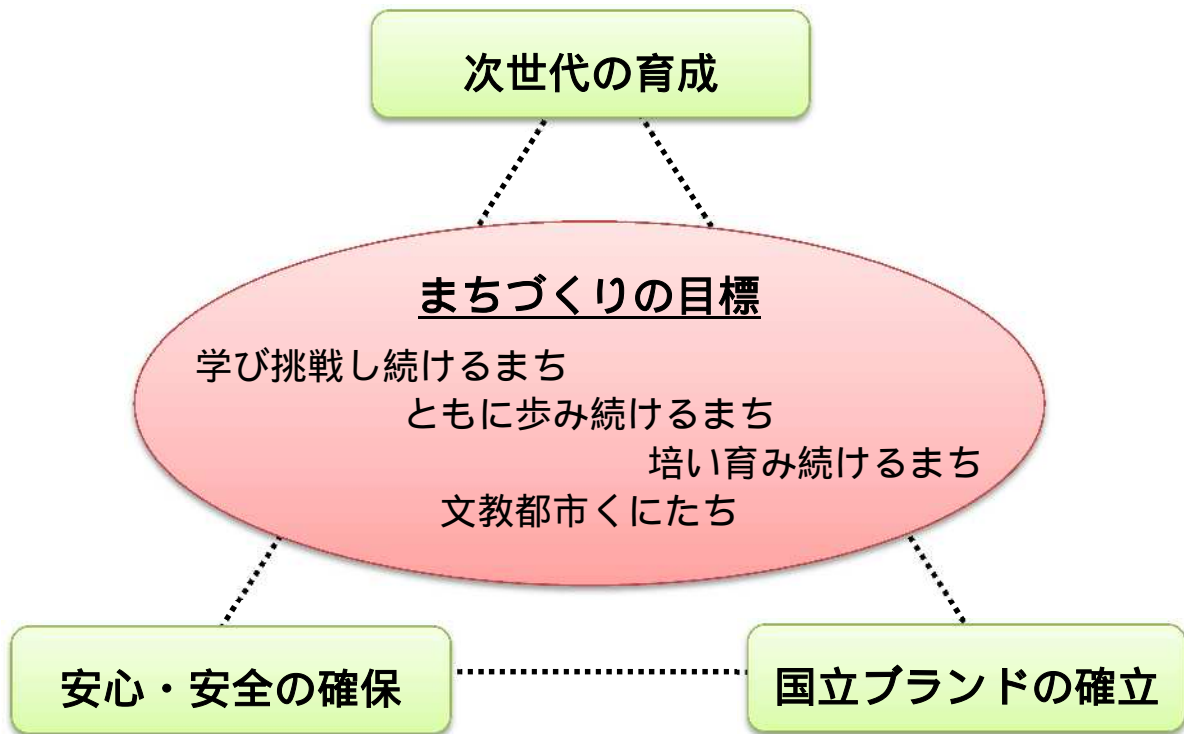 次世代の育成
まちづくりの目標
学び挑戦し続けるまち
ともに歩み続けるまち
培い育み続けるまち
文教都市くにたち
安心・安全の確保
国立ブランドの確立